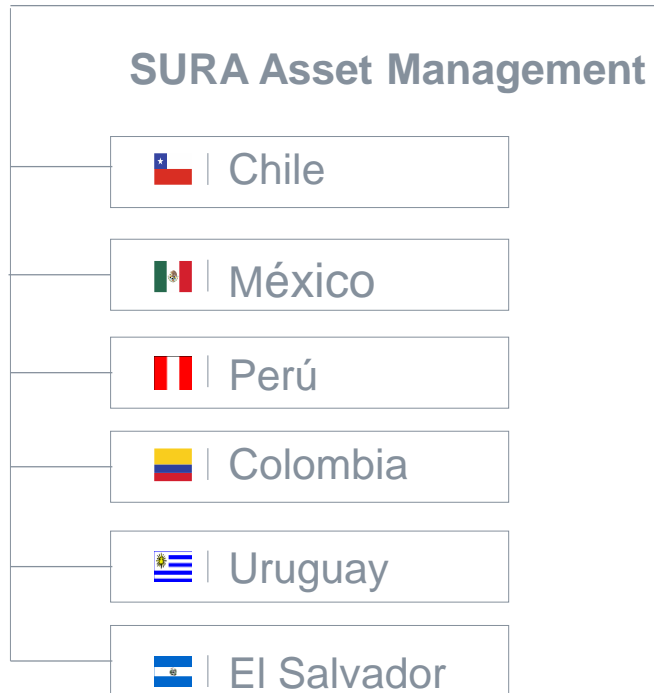 SURA Asset Management
Chile
México
Perú
Colombia
Uruguay
El Salvador